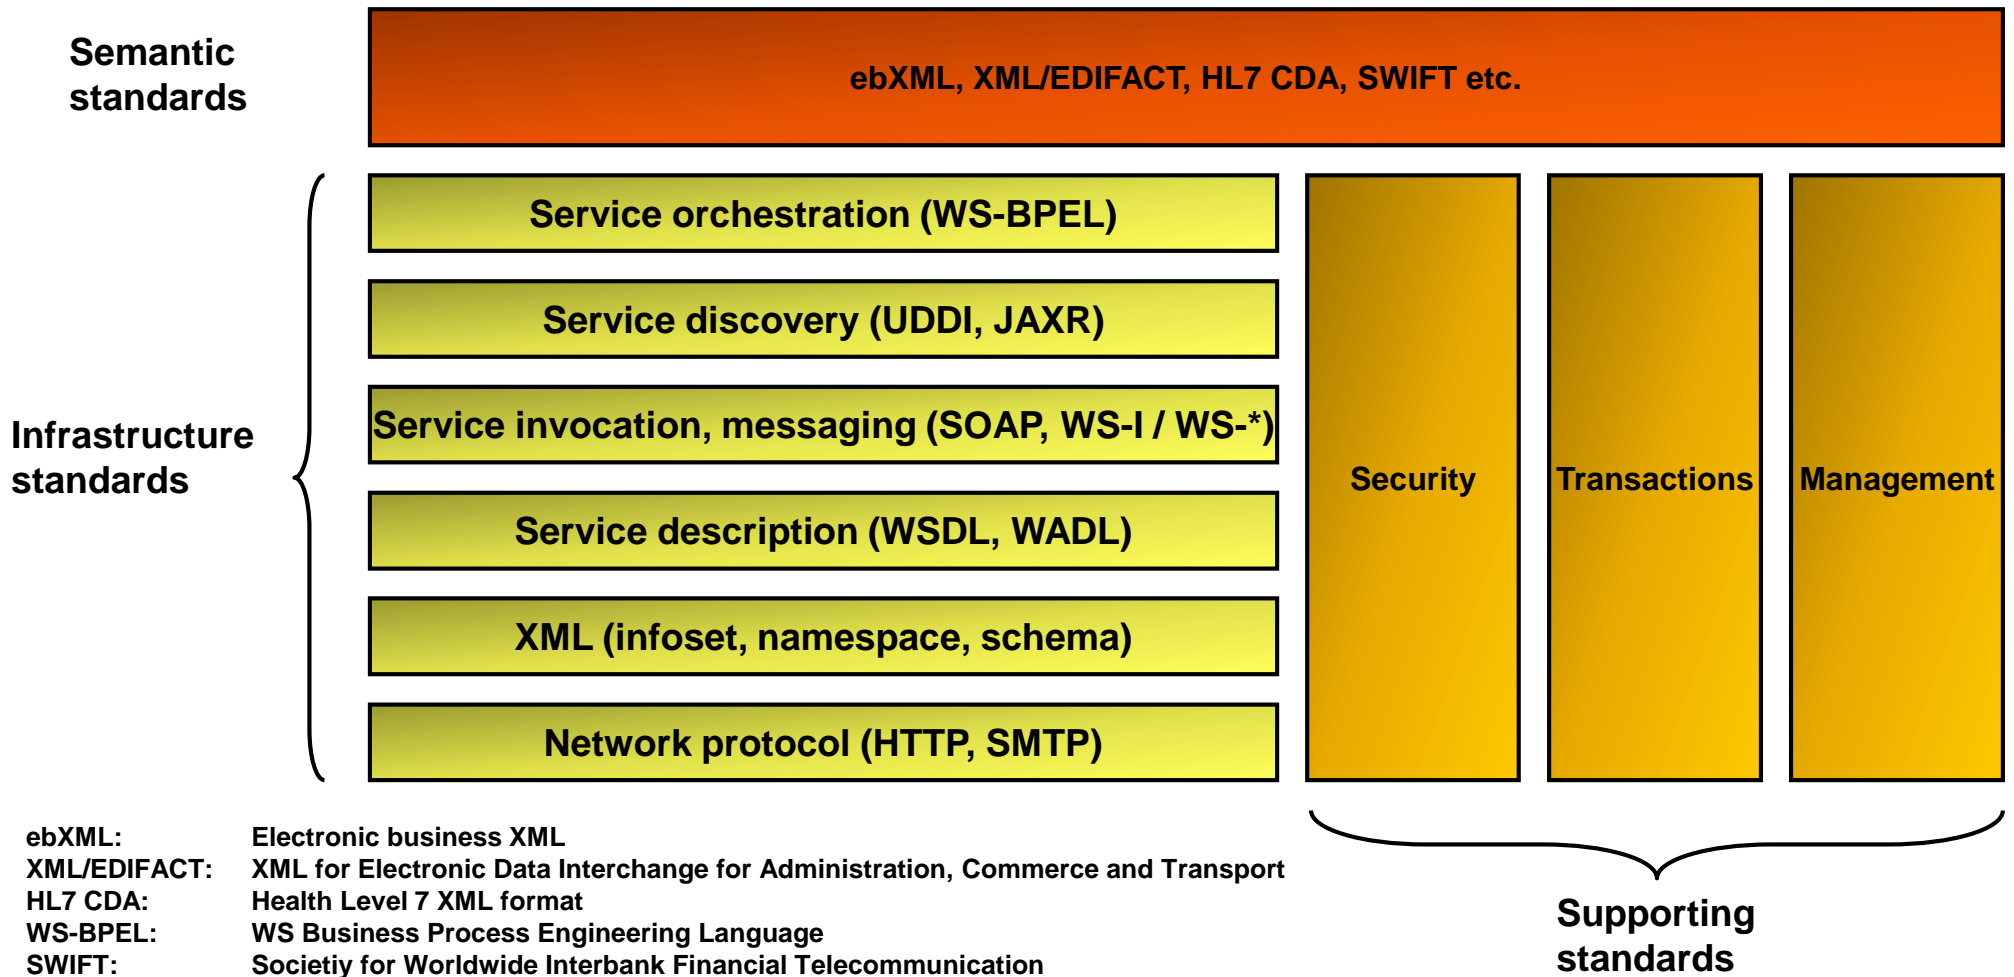 Semantic
standards
ebXML, XML/EDIFACT, HL7 CDA, SWIFT etc.
Infrastructure
standards
Service orchestration (WS-BPEL)
Service discovery (UDDI, JAXR)
Service invocation, messaging (SOAP, WS-I / WS-*)
Service description (WSDL, WADL)
XML (infoset, namespace, schema)
Network protocol (HTTP, SMTP)
Security
Transactions
Management
Supporting
standards
ebXML: Electronic business XML
XML/EDIFACT: XML for Electronic Data Interchange for Administration, Commerce and Transport
HL7 CDA: Health Level 7 XML format
WS-BPEL: WS Business Process Engineering Language
SWIFT: Societiy for Worldwide Interbank Financial Telecommunication